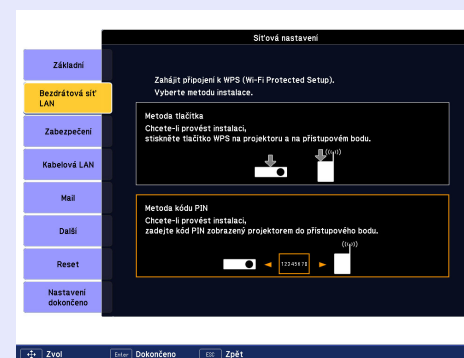 Síťová nastavení
Základní
Bezdrátová síť
LAN
Zabezpečení
Kabelová LAN
Mail
Další
Reset
Nastavení
dokončeno
Zahájit připojení k WPS (Wi-Fi Protected Setup).
Vyberte metodu instalace.
Metoda tlačítka
Chcete-li provést instalaci,
stiskněte tlačítko WPS na projektoru a na přístupovém bodu.
Metoda kódu PIN
Chcete-li provést instalaci,
zadejte kód PIN zobrazený projektorem do přístupového bodu.
12345678
Zvol Enter Dokončeno ESC Zpět